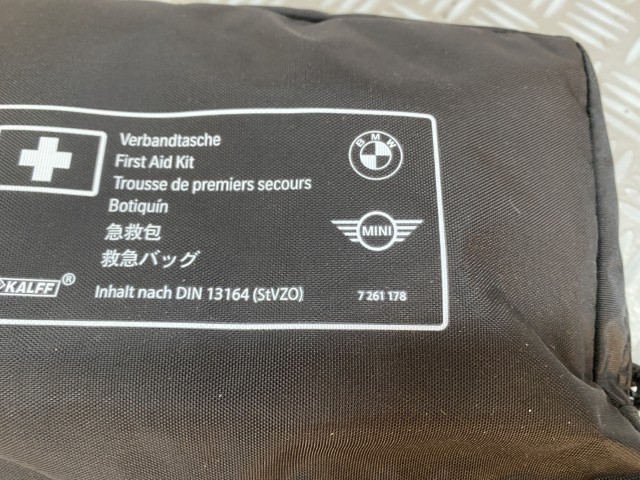 Verbandtasche
First Aid Kit
Trousse de premiers secours
Botiquín
急救包
救急バッグ
KALFF®
Inhalt nach DIN 13164 (StVZO)
BMW
MINI
7 261 178